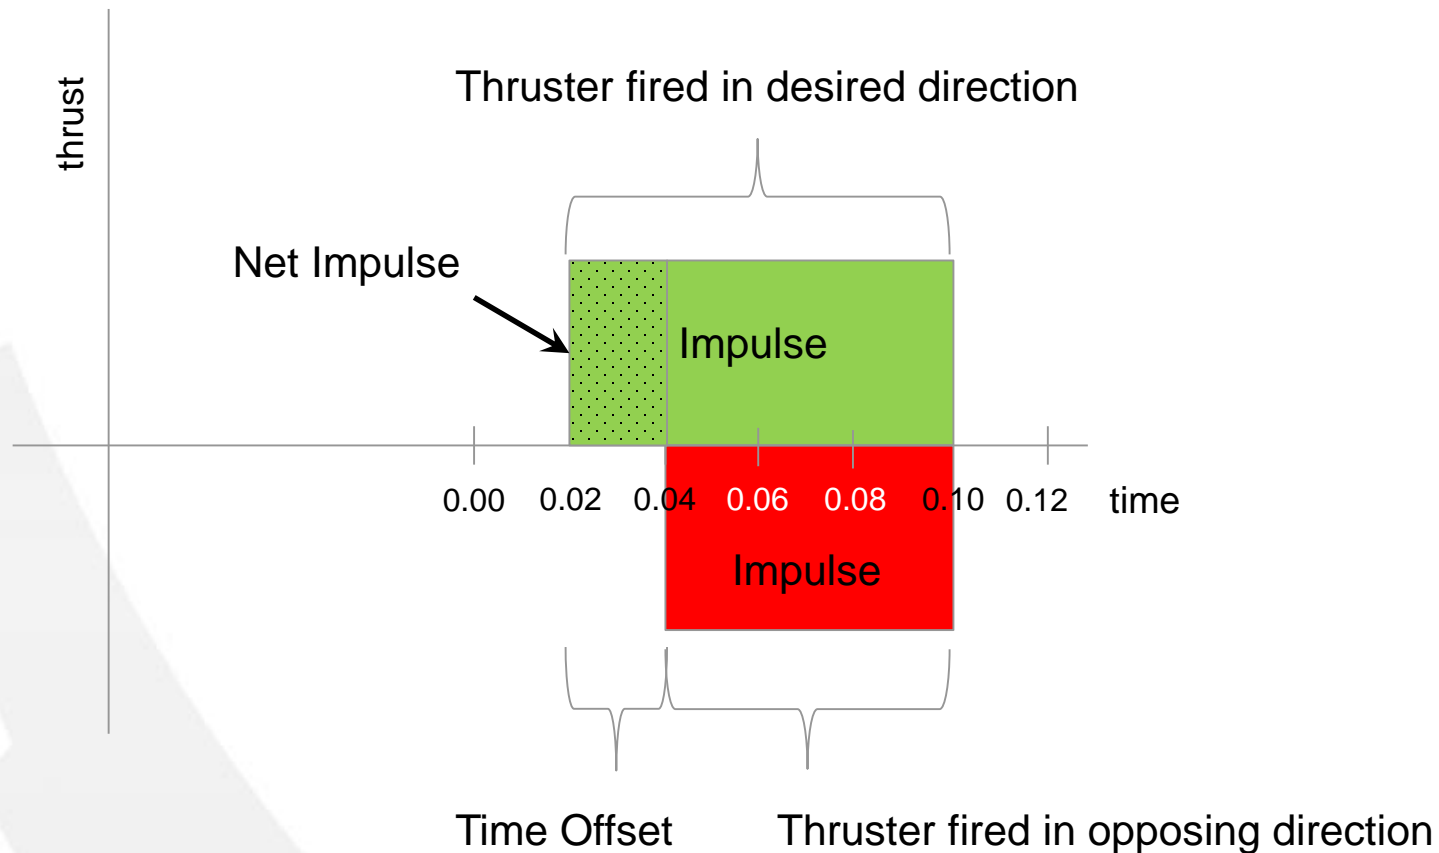 thrust
Thruster fired in desired direction
Net Impulse
Impulse
0.00 0.02 0.04 0.06 0.08 0.10 0.12 time
Impulse
Time Offset
Thruster fired in opposing direction